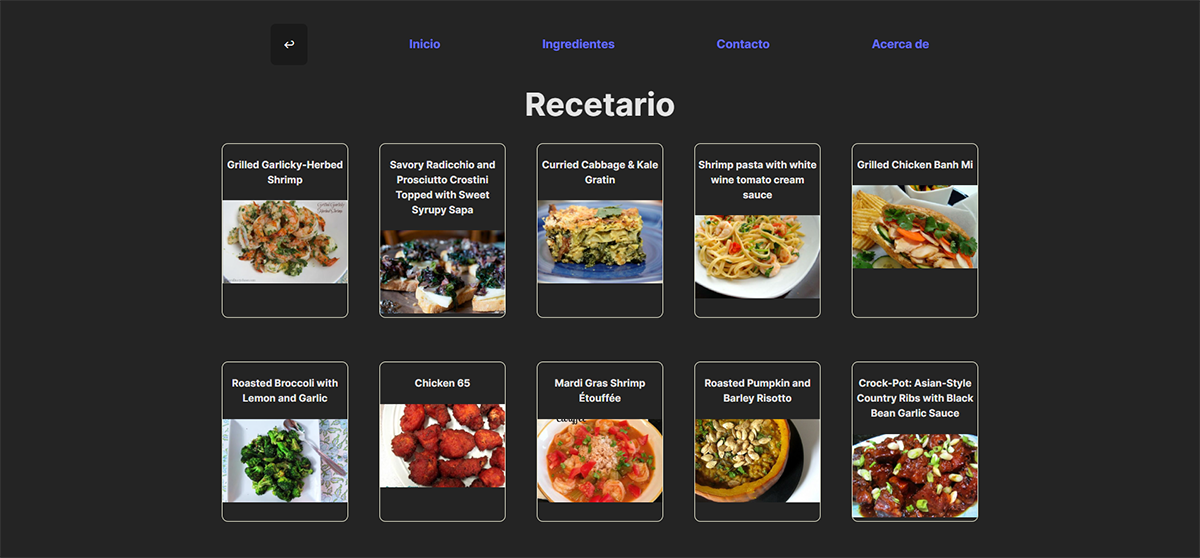 ↩ Inicio Ingredientes Contacto Acerca de
Recetario
Grilled Garlicky-Herbed
Shrimp
Savory Radicchio and
Prosciutto Crostini
Topped with Sweet
Syrupy Sapa
Curried Cabbage & Kale
Gratin
Shrimp pasta with white
wine tomato cream
sauce
Grilled Chicken Banh Mi
Roasted Broccoli with
Lemon and Garlic
Chicken 65
Mardi Gras Shrimp
Étouffée
Roasted Pumpkin and
Barley Risotto
Crock-Pot: Asian-Style
Country Ribs with Black
Bean Garlic Sauce